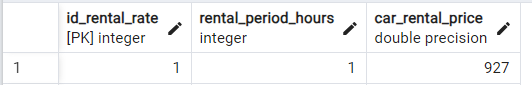 id_rental_rate rental_period_hours car_rental_price
[PK] integer integer double precision
1 1 1 927